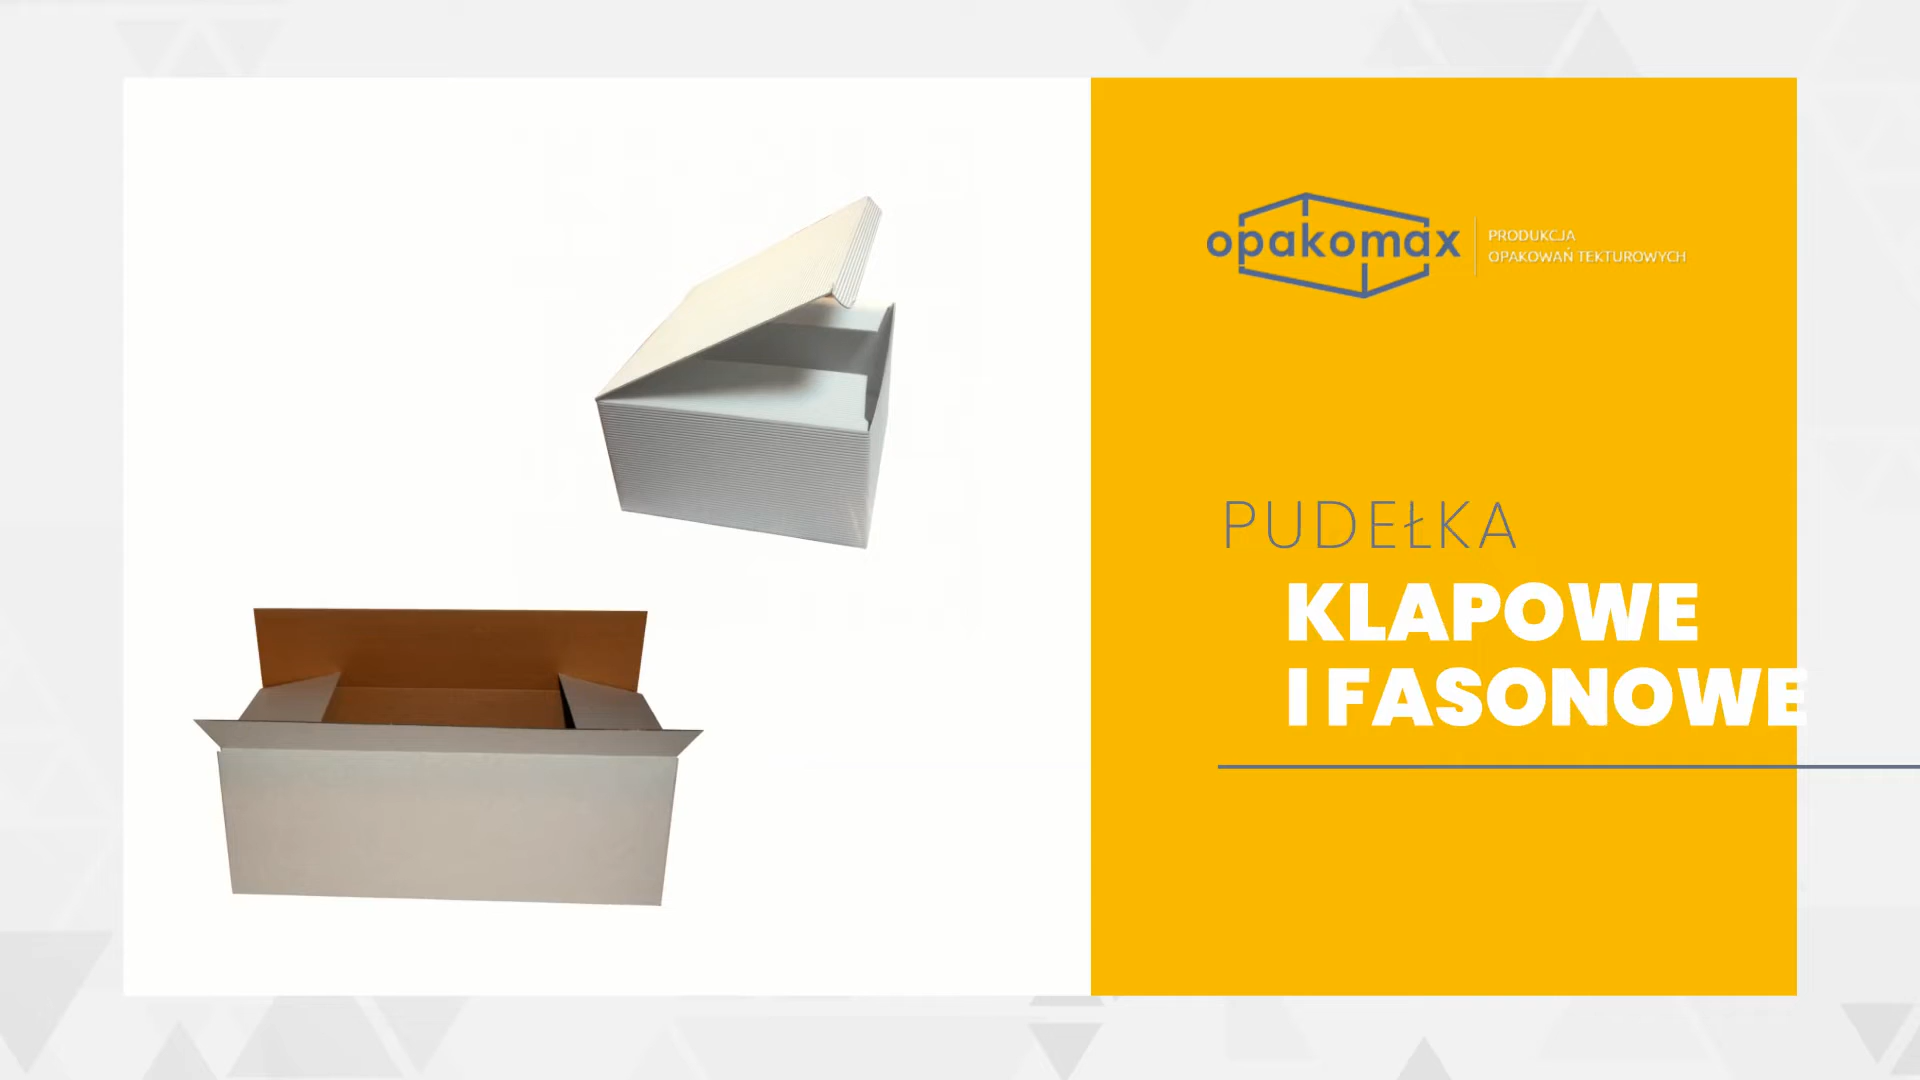 opakomax
PRODUKCJA
OPAKOWAŃ TEKTUROWYCH
PUDEŁKA
KLAPOWE
I FASONOWE